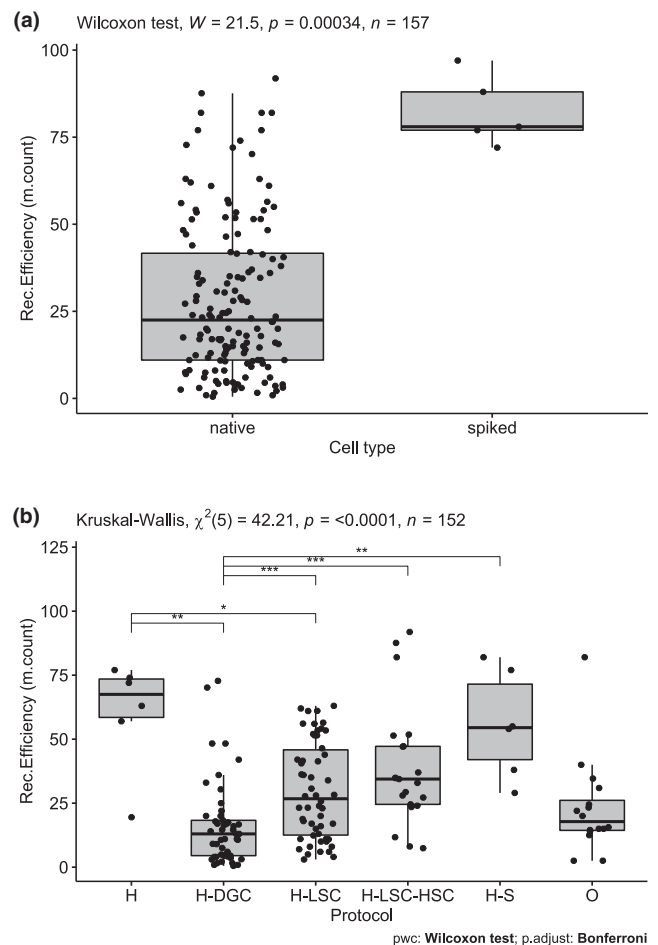 (a) Wilcoxon test, W = 21.5, p = 0.00034, n = 157
Rec.Efficiency (m.count)
100
75
50
25
0
native spiked
Cell type
(b) Kruskal-Wallis, χ²(5) = 42.21, p = <0.0001, n = 152
Rec.Efficiency (m.count)
125
100
75
50
25
0
**
***
***
*
**
H H-DGC H-LSC H-LSC-HSC H-S O
Protocol
pwc: Wilcoxon test; p.adjust: Bonferroni